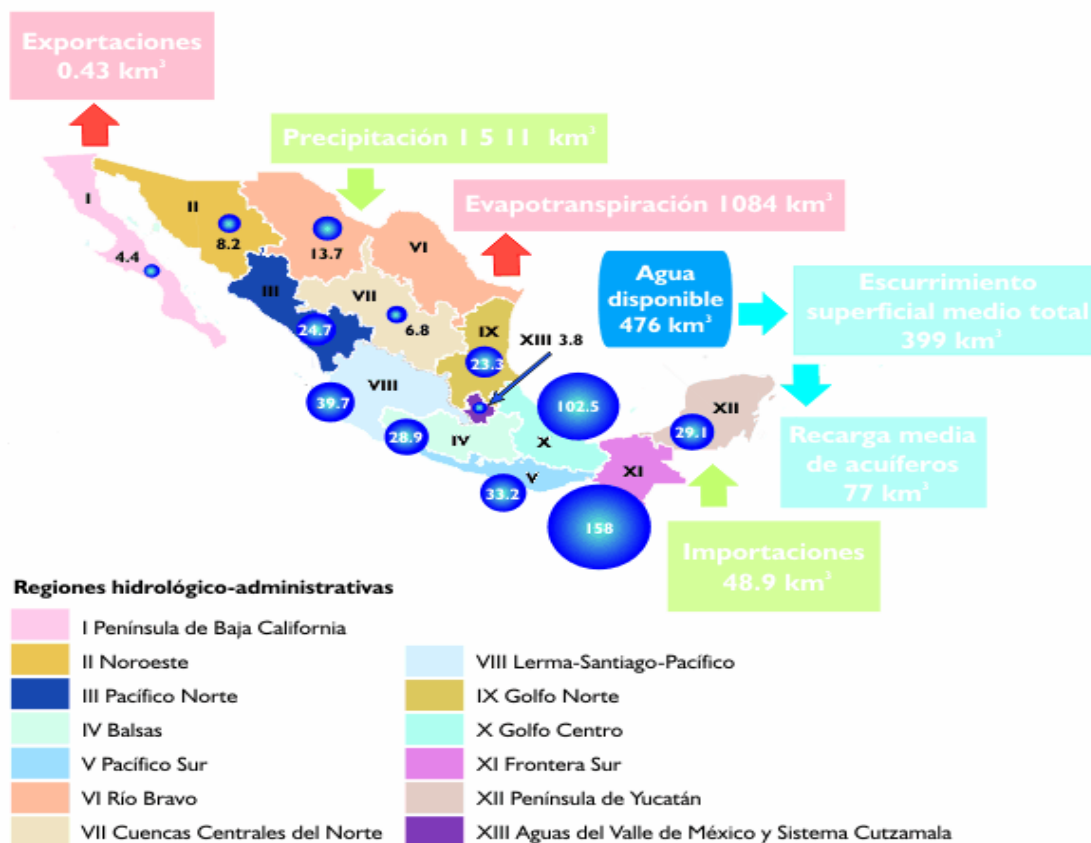 Exportaciones
0.43 km³
Precipitación 1 5 11 km³
Evapotranspiración 1084 km³
I
II
8.2
4.4
13.7
VI
Agua
disponible
476 km³
Escurrimiento
superficial medio total
399 km³
III
24.7
VII
6.8
IX
23.3
XIII 3.8
VIII
39.7
28.9
IV
102.5
X
XII
29.1
V
33.2
XI
158
Recarga media
de acuíferos
77 km³
Importaciones
48.9 km³
Regiones hidrológico-administrativas
I Península de Baja California
II Noroeste
III Pacífico Norte
IV Balsas
V Pacífico Sur
VI Río Bravo
VII Cuencas Centrales del Norte
VIII Lerma-Santiago-Pacífico
IX Golfo Norte
X Golfo Centro
XI Frontera Sur
XII Península de Yucatán
XIII Aguas del Valle de México y Sistema Cutzamala